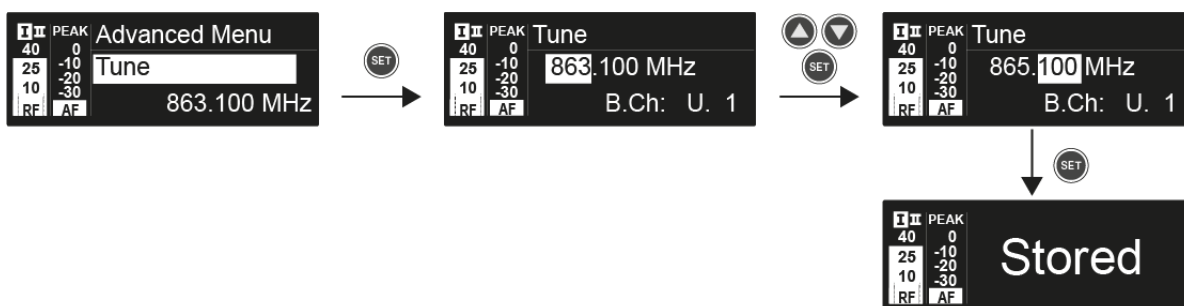 I II PEAK Advanced Menu
40 0
25 -10 Tune
-20
10 -30 863.100 MHz
RF AF
SET
I II PEAK Tune
40 0
25 -10 863.100 MHz
-20
10 -30 B.Ch: U. 1
RF AF
SET
I II PEAK Tune
40 0
25 -10 865.100 MHz
-20
10 -30 B.Ch: U. 1
RF AF
SET
I II PEAK
40 0
25 -10 Stored
-20
10 -30
RF AF